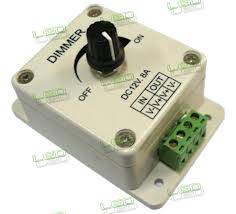 DIMMER
ON
OFF
DC12V. 8A
IN OUT
V- V+ V- V+